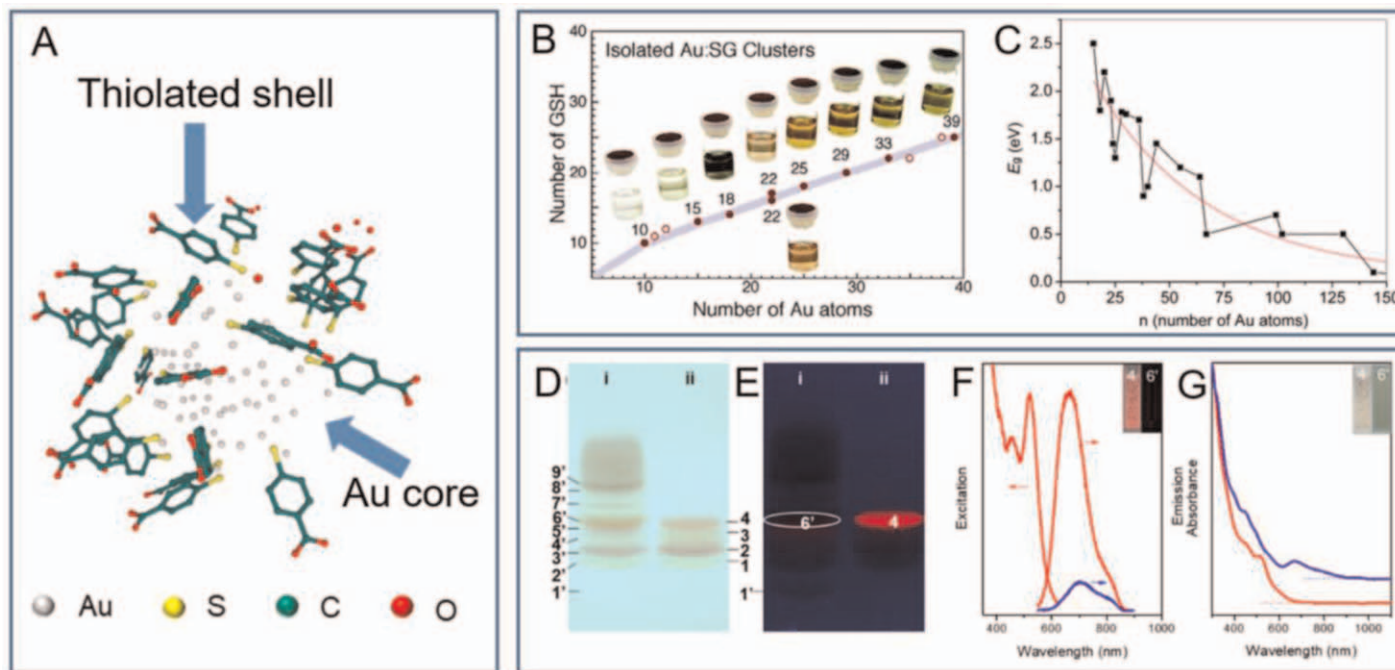 A
Thiolated shell
Au core
Au
S
C
O
B
Isolated Au:SG Clusters
Number of GSH
40
30
20
10
10
15
18
22
22
25
29
33
39
10
20
30
40
Number of Au atoms
C
Eg (eV)
2.5
2.0
1.5
1.0
0.5
0.0
0
25
50
75
100
125
150
n (number of Au atoms)
D
i
ii
9'
8'
7'
6'
5'
4'
3'
2'
1'
4
3
2
1
1'
E
i
ii
6'
4
F
4
6'
Excitation
Emission
400
600
800
1000
Wavelength (nm)
G
4
6'
Absorbance
400
600
800
1000
Wavelength (nm)